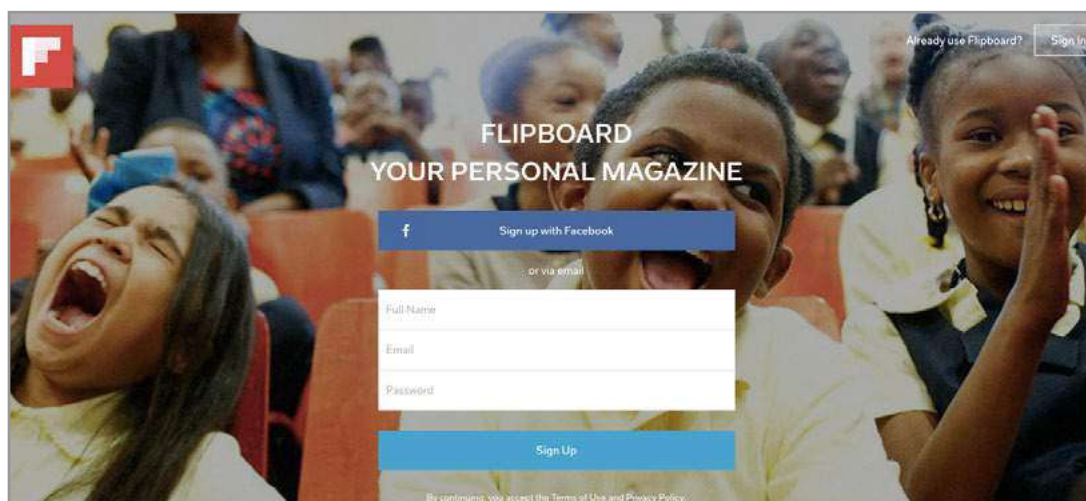 Already use Flipboard?
Sign In
FLIPBOARD
YOUR PERSONAL MAGAZINE
f
Sign up with Facebook
or via email
Full Name
Email
Password
Sign Up
By continuing, you accept the Terms of Use and Privacy Policy.